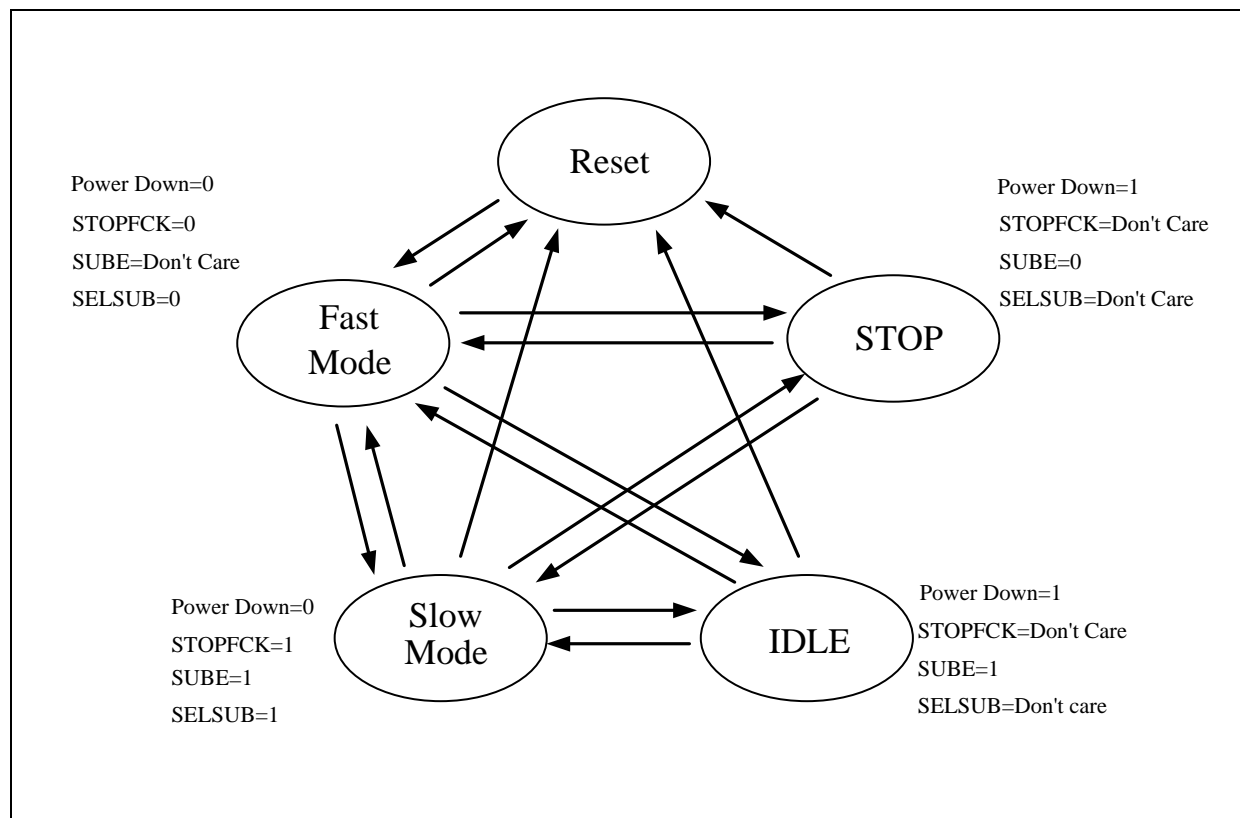 Reset
Power Down=0
STOPFCK=0
SUBE=Don't Care
SELSUB=0
Power Down=1
STOPFCK=Don't Care
SUBE=0
SELSUB=Don't Care
Fast
Mode
STOP
Power Down=0
STOPFCK=1
SUBE=1
SELSUB=1
Slow
Mode
IDLE
Power Down=1
STOPFCK=Don't Care
SUBE=1
SELSUB=Don't care